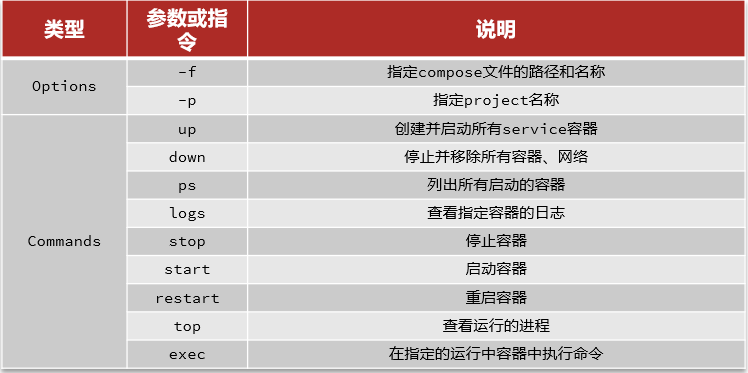 类型 参数或指令 说明
Options
-f 指定compose文件的路径和名称
-p 指定project名称
Commands
up 创建并启动所有service容器
down 停止并移除所有容器、网络
ps 列出所有启动的容器
logs 查看指定容器的日志
stop 停止容器
start 启动容器
restart 重启容器
top 查看运行的进程
exec 在指定的运行中容器中执行命令